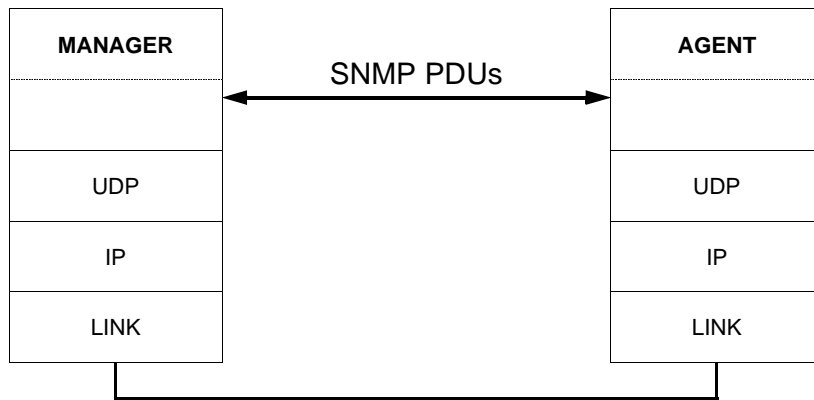 MANAGER
AGENT
SNMP PDUs
UDP
UDP
IP
IP
LINK
LINK